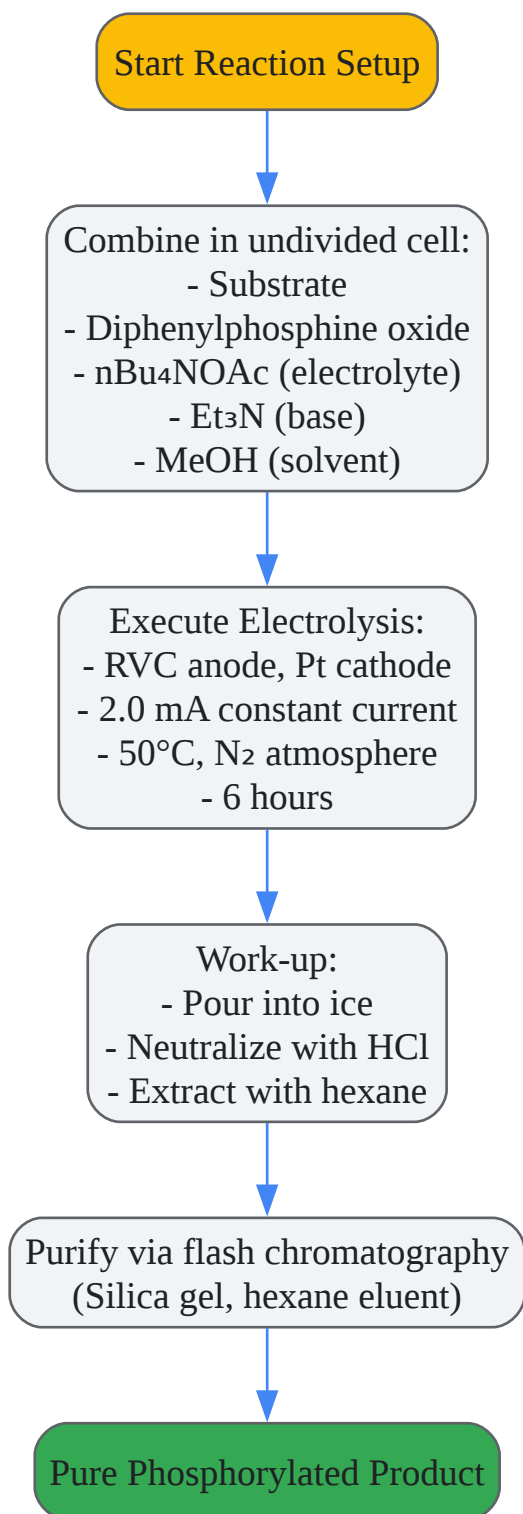 Start Reaction Setup
Combine in undivided cell:
- Substrate
- Diphenylphosphine oxide
- nBu₄NOAc (electrolyte)
- Et₃N (base)
- MeOH (solvent)
Execute Electrolysis:
- RVC anode, Pt cathode
- 2.0 mA constant current
- 50°C, N₂ atmosphere
- 6 hours
Work-up:
- Pour into ice
- Neutralize with HCl
- Extract with hexane
Purify via flash chromatography
(Silica gel, hexane eluent)
Pure Phosphorylated Product